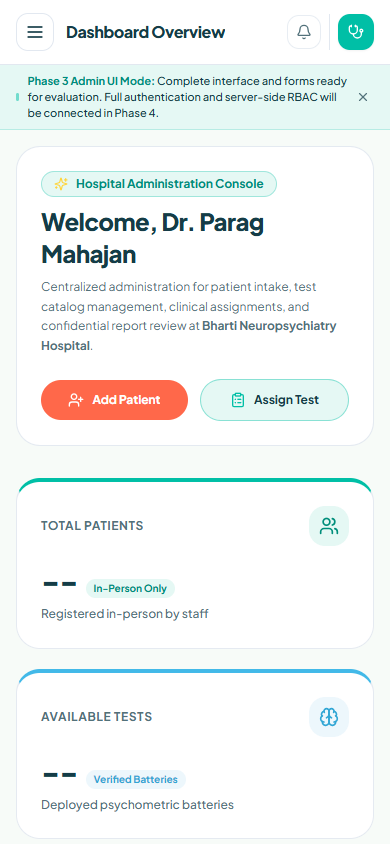 Dashboard Overview
Phase 3 Admin UI Mode: Complete interface and forms ready
for evaluation. Full authentication and server-side RBAC will
be connected in Phase 4.
Hospital Administration Console
Welcome, Dr. Parag
Mahajan
Centralized administration for patient intake, test
catalog management, clinical assignments, and
confidential report review at Bharti Neuropsychiatry
Hospital.
Add Patient
Assign Test
TOTAL PATIENTS
-- In-Person Only
Registered in-person by staff
AVAILABLE TESTS
-- Verified Batteries
Deployed psychometric batteries